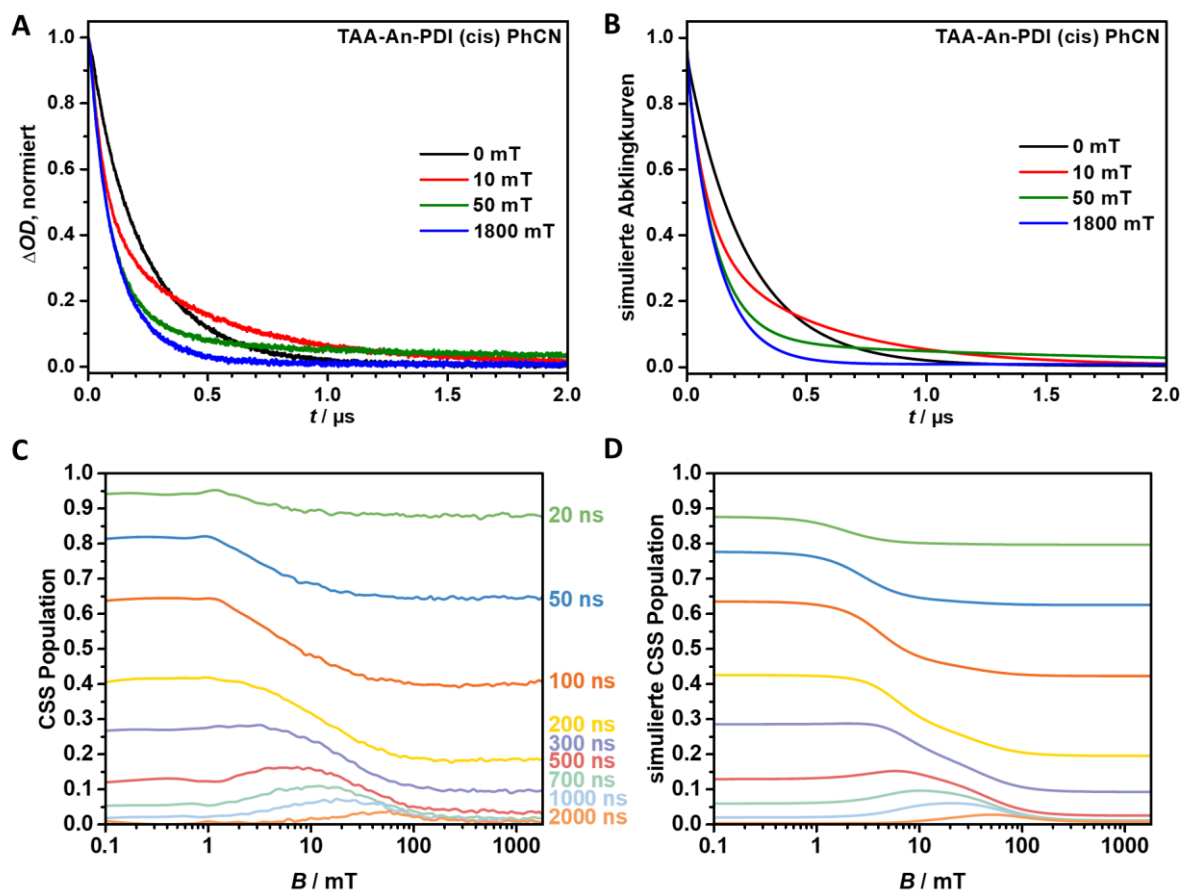 A
TAA-An-PDI (cis) PhCN
ΔOD, normiert
1.0
0.8
0.6
0.4
0.2
0.0
0 mT
10 mT
50 mT
1800 mT
0.0 0.5 1.0 1.5 2.0
t / µs
B
TAA-An-PDI (cis) PhCN
simulierte Abklingkurven
1.0
0.8
0.6
0.4
0.2
0.0
0 mT
10 mT
50 mT
1800 mT
0.0 0.5 1.0 1.5 2.0
t / µs
C
CSS Population
1.0
0.9
0.8
0.7
0.6
0.5
0.4
0.3
0.2
0.1
0.0
20 ns
50 ns
100 ns
200 ns
300 ns
500 ns
700 ns
1000 ns
2000 ns
0.1 1 10 100 1000
B / mT
D
simulierte CSS Population
1.0
0.9
0.8
0.7
0.6
0.5
0.4
0.3
0.2
0.1
0.0
0.1 1 10 100 1000
B / mT